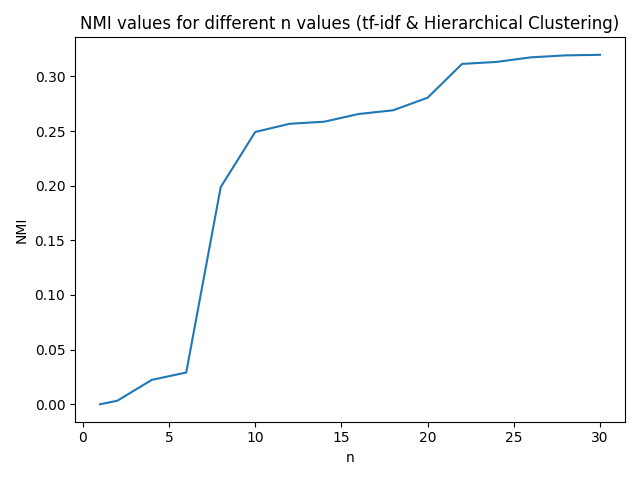 NMI values for different n values (tf-idf & Hierarchical Clustering)
0.30
0.25
0.20
0.15
0.10
0.05
0.00
NMI
0 5 10 15 20 25 30
n